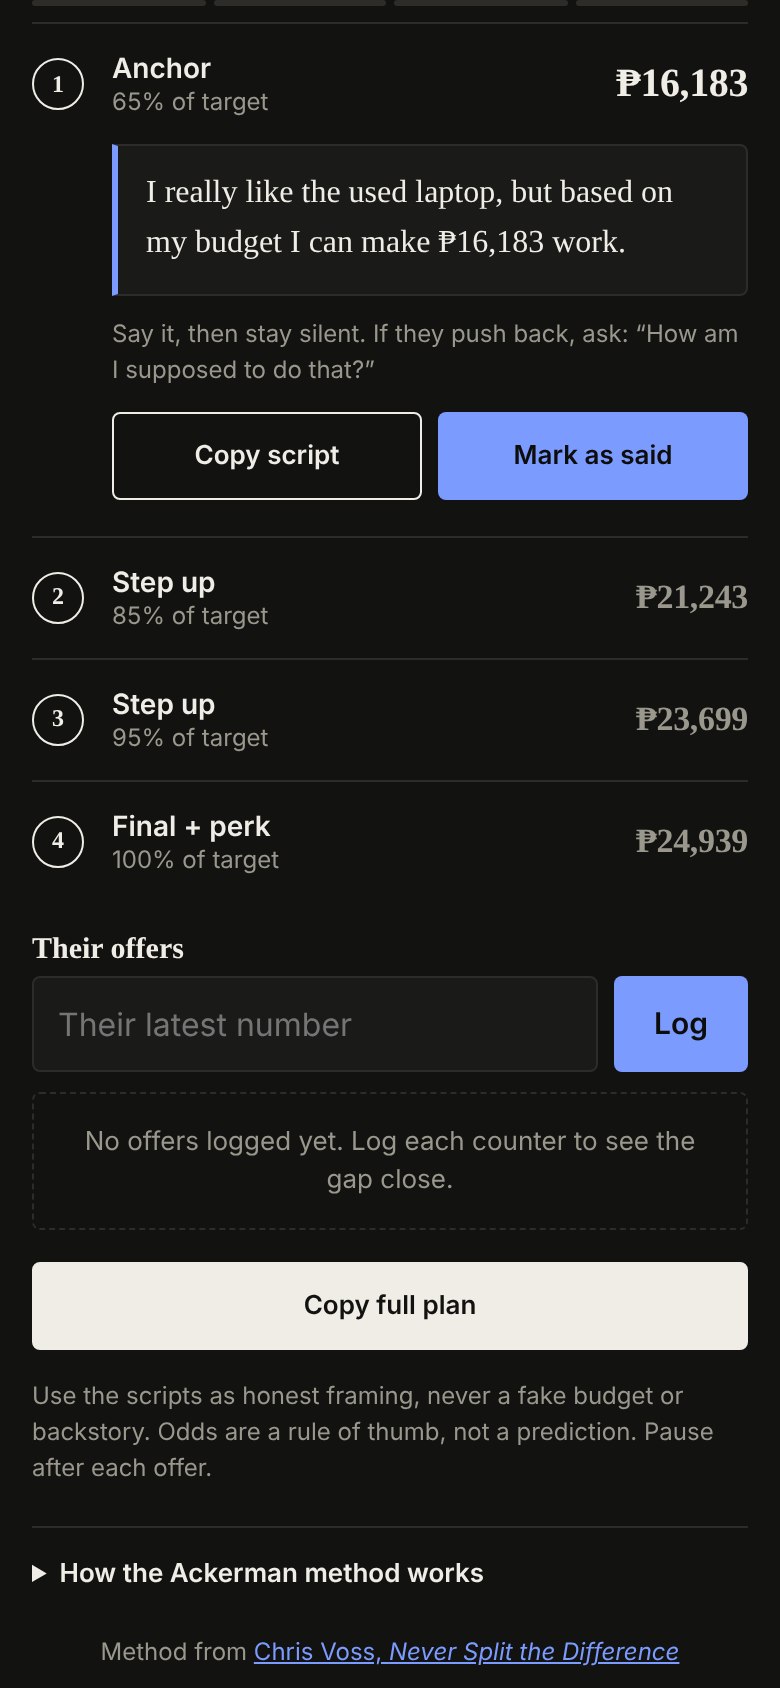 1
Anchor
₱16,183
65% of target
I really like the used laptop, but based on
my budget I can make ₱16,183 work.
Say it, then stay silent. If they push back, ask: “How am
I supposed to do that?”
Copy script
Mark as said
2
Step up
₱21,243
85% of target
3
Step up
₱23,699
95% of target
4
Final + perk
₱24,939
100% of target
Their offers
Their latest number
Log
No offers logged yet. Log each counter to see the
gap close.
Copy full plan
Use the scripts as honest framing, never a fake budget or
backstory. Odds are a rule of thumb, not a prediction. Pause
after each offer.
How the Ackerman method works
Method from Chris Voss, Never Split the Difference